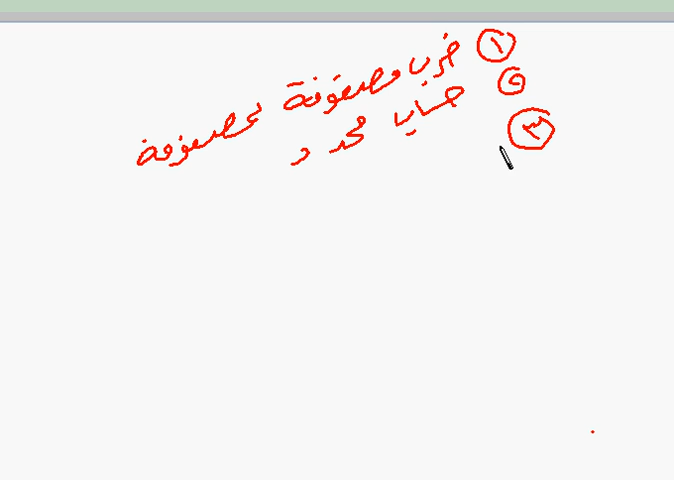 ١ ضرب مصفوفة بمصفوفة
٢ حساب محدد
٣